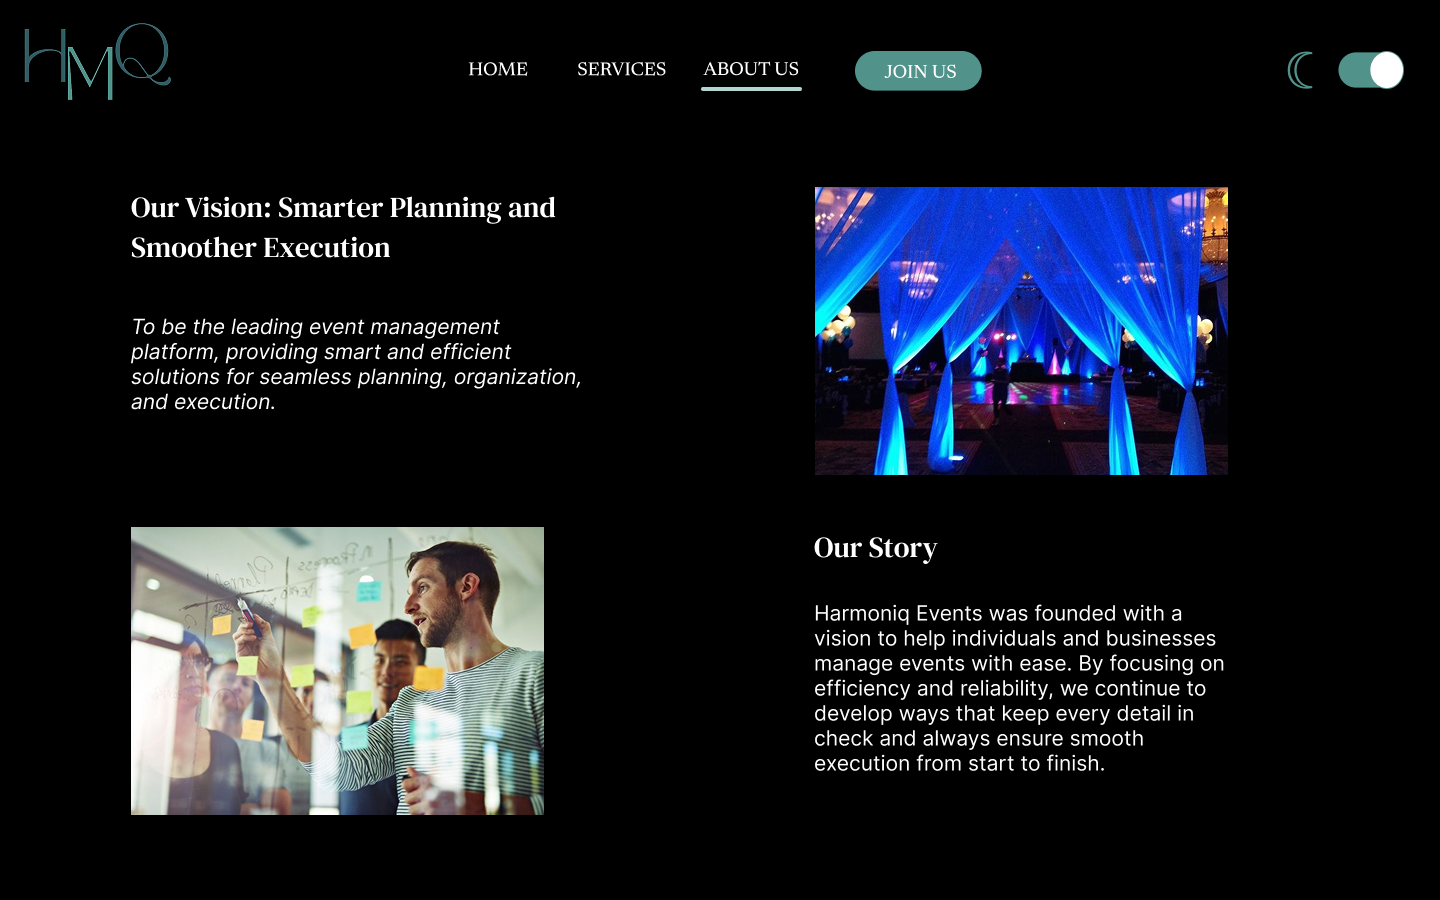 HMQ
HOME
SERVICES
ABOUT US
JOIN US
Our Vision: Smarter Planning and
Smoother Execution
To be the leading event management
platform, providing smart and efficient
solutions for seamless planning, organization,
and execution.
Our Story
Harmoniq Events was founded with a
vision to help individuals and businesses
manage events with ease. By focusing on
efficiency and reliability, we continue to
develop ways that keep every detail in
check and always ensure smooth
execution from start to finish.